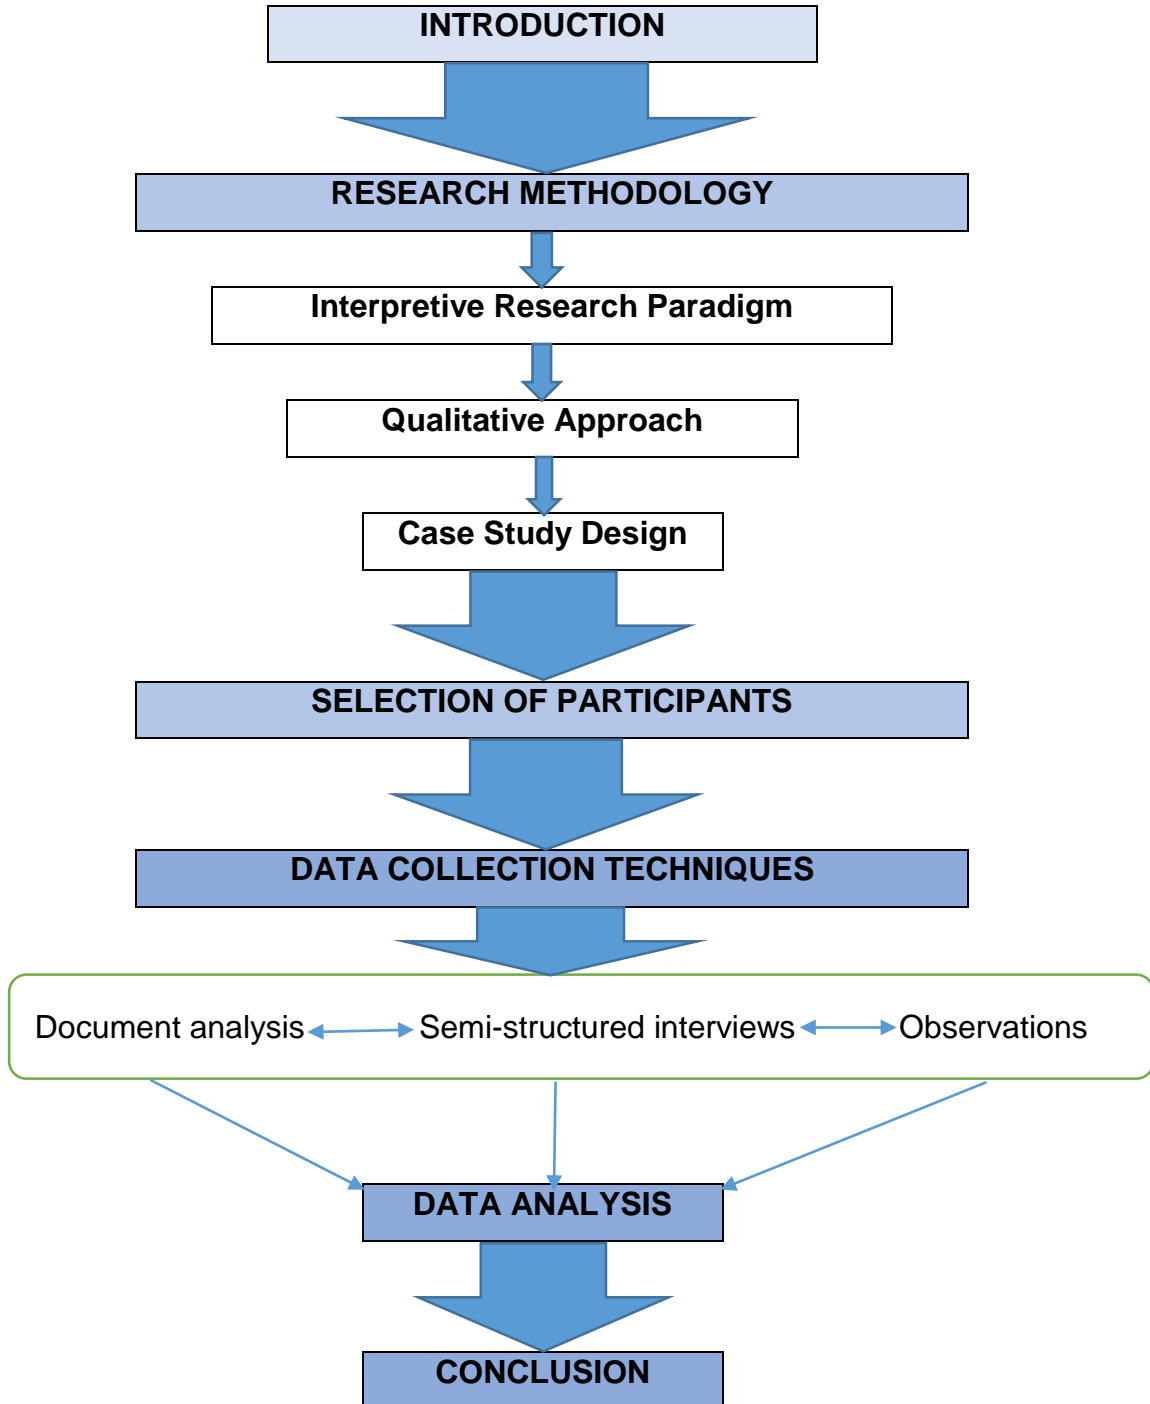 INTRODUCTION
RESEARCH METHODOLOGY
Interpretive Research Paradigm
Qualitative Approach
Case Study Design
SELECTION OF PARTICIPANTS
DATA COLLECTION TECHNIQUES
Document analysis Semi-structured interviews Observations
DATA ANALYSIS
CONCLUSION